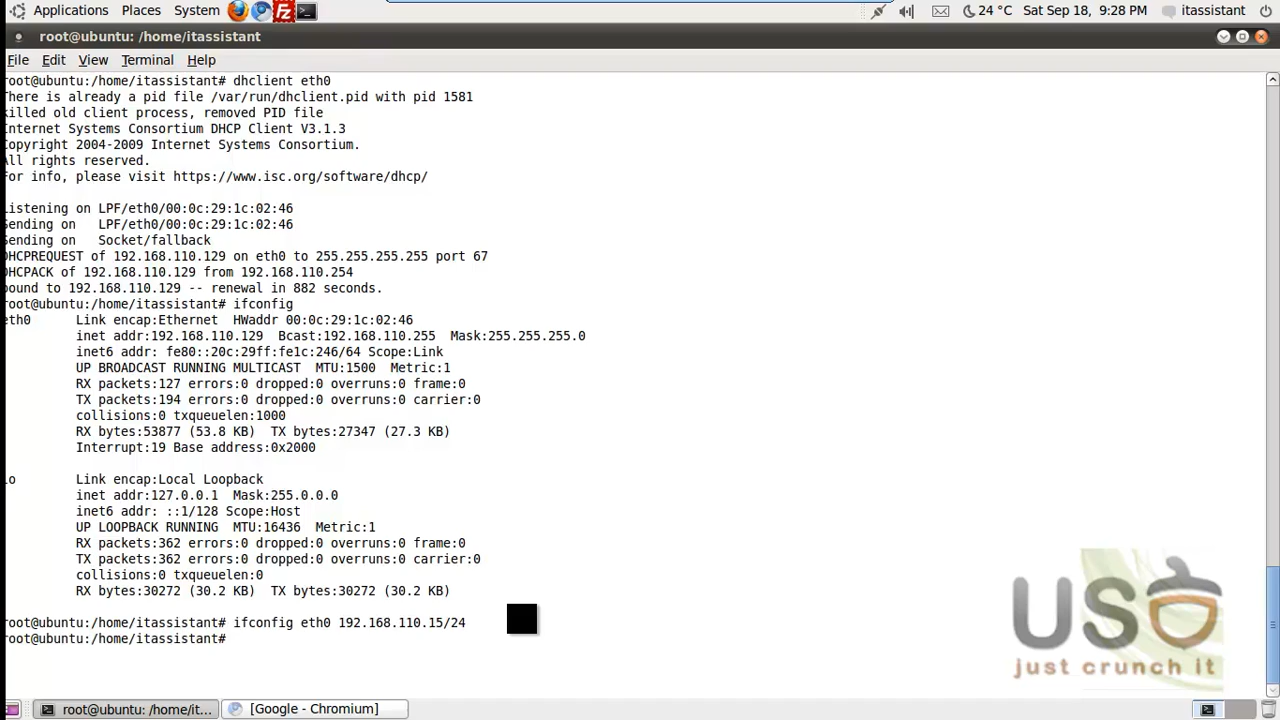 Applications Places System 24 °C Sat Sep 18, 9:28 PM itassistant
root@ubuntu: /home/itassistant
File Edit View Terminal Help
root@ubuntu:/home/itassistant# dhclient eth0
There is already a pid file /var/run/dhclient.pid with pid 1581
killed old client process, removed PID file
Internet Systems Consortium DHCP Client V3.1.3
Copyright 2004-2009 Internet Systems Consortium.
All rights reserved.
For info, please visit https://www.isc.org/software/dhcp/
Listening on LPF/eth0/00:0c:29:1c:02:46
Sending on   LPF/eth0/00:0c:29:1c:02:46
Sending on   Socket/fallback
DHCPREQUEST of 192.168.110.129 on eth0 to 255.255.255.255 port 67
DHCPACK of 192.168.110.129 from 192.168.110.254
bound to 192.168.110.129 -- renewal in 882 seconds.
root@ubuntu:/home/itassistant# ifconfig
eth0      Link encap:Ethernet  HWaddr 00:0c:29:1c:02:46
inet addr:192.168.110.129  Bcast:192.168.110.255  Mask:255.255.255.0
inet6 addr: fe80::20c:29ff:fe1c:246/64 Scope:Link
UP BROADCAST RUNNING MULTICAST  MTU:1500  Metric:1
RX packets:127 errors:0 dropped:0 overruns:0 frame:0
TX packets:194 errors:0 dropped:0 overruns:0 carrier:0
collisions:0 txqueuelen:1000
RX bytes:53877 (53.8 KB)  TX bytes:27347 (27.3 KB)
Interrupt:19 Base address:0x2000
lo        Link encap:Local Loopback
inet addr:127.0.0.1  Mask:255.0.0.0
inet6 addr: ::1/128 Scope:Host
UP LOOPBACK RUNNING  MTU:16436  Metric:1
RX packets:362 errors:0 dropped:0 overruns:0 frame:0
TX packets:362 errors:0 dropped:0 overruns:0 carrier:0
collisions:0 txqueuelen:0
RX bytes:30272 (30.2 KB)  TX bytes:30272 (30.2 KB)
root@ubuntu:/home/itassistant# ifconfig eth0 192.168.110.15/24
root@ubuntu:/home/itassistant#
USO
just crunch it
root@ubuntu: /home/it... [Google - Chromium]